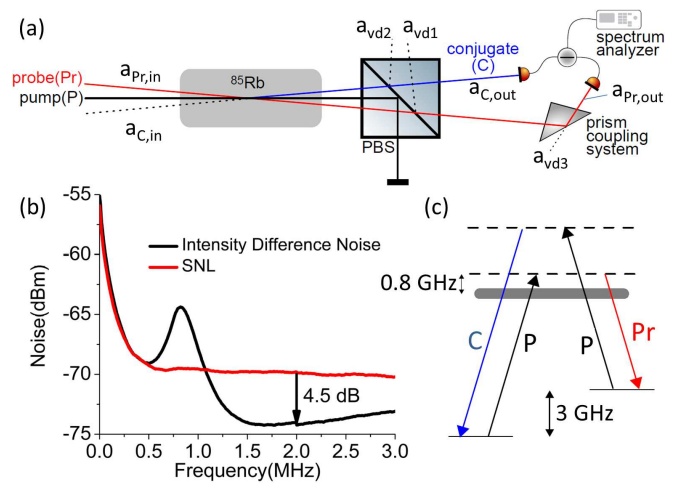 (a)
a_vd2
a_vd1
conjugate
(C)
spectrum
analyzer
probe(Pr)
a_Pr,in
⁸⁵Rb
pump(P)
a_C,out
a_Pr,out
a_C,in
PBS
prism
coupling
system
a_vd3
(b)
-55
-60
-65
-70
-75
Noise(dBm)
Intensity Difference Noise
SNL
4.5 dB
0.0
0.5
1.0
1.5
2.0
2.5
3.0
Frequency(MHz)
(c)
0.8 GHz
C
P
P
Pr
3 GHz